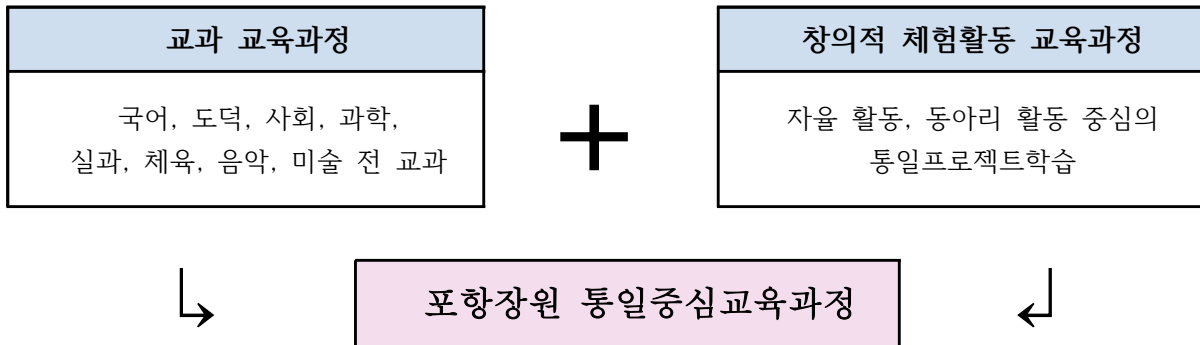 교과 교육과정
국어, 도덕, 사회, 과학,
실과, 체육, 음악, 미술 전 교과
+
창의적 체험활동 교육과정
자율 활동, 동아리 활동 중심의
통일프로젝트학습
포항장원 통일중심교육과정